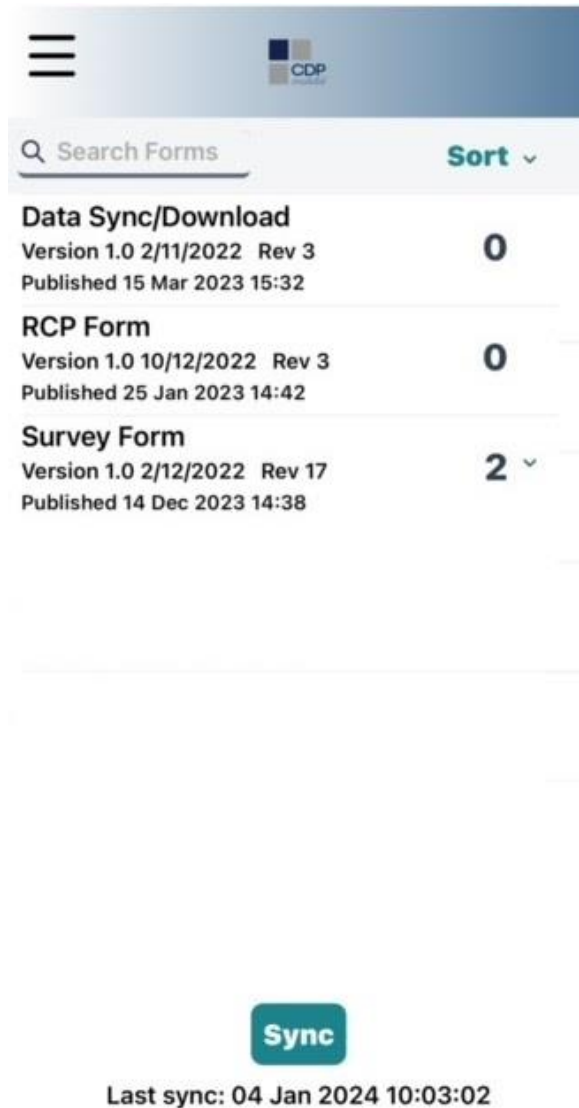 CDP
Search Forms
Sort
Data Sync/Download
Version 1.0 2/11/2022 Rev 3
0
Published 15 Mar 2023 15:32
RCP Form
Version 1.0 10/12/2022 Rev 3
0
Published 25 Jan 2023 14:42
Survey Form
Version 1.0 2/12/2022 Rev 17
2
Published 14 Dec 2023 14:38
Sync
Last sync: 04 Jan 2024 10:03:02